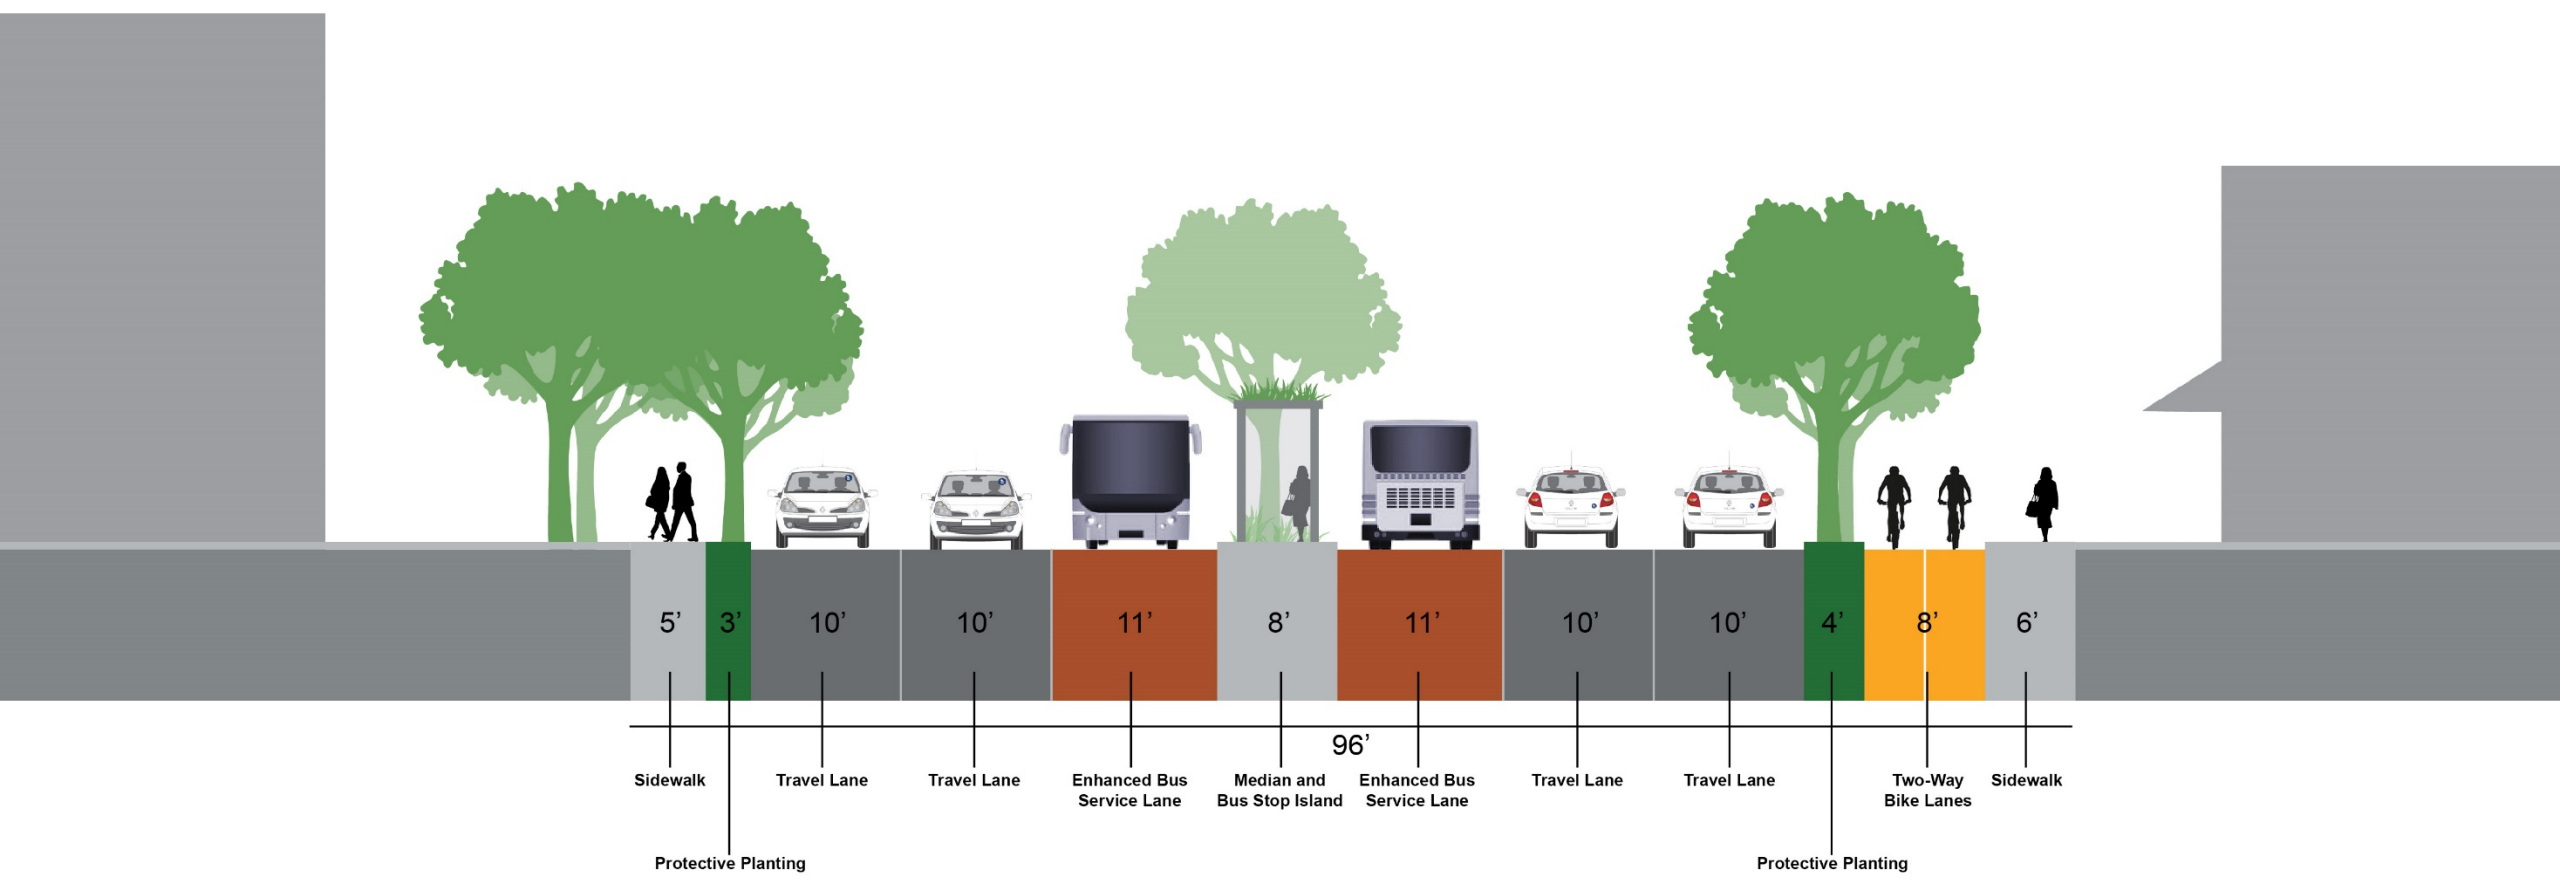 5’ 3’ 10’ 10’ 11’ 8’ 11’ 10’ 10’ 4’ 8’ 6’
96’
Sidewalk
Travel Lane
Travel Lane
Enhanced Bus
Service Lane
Median and
Bus Stop Island
Enhanced Bus
Service Lane
Travel Lane
Travel Lane
Two-Way
Bike Lanes
Sidewalk
Protective Planting
Protective Planting